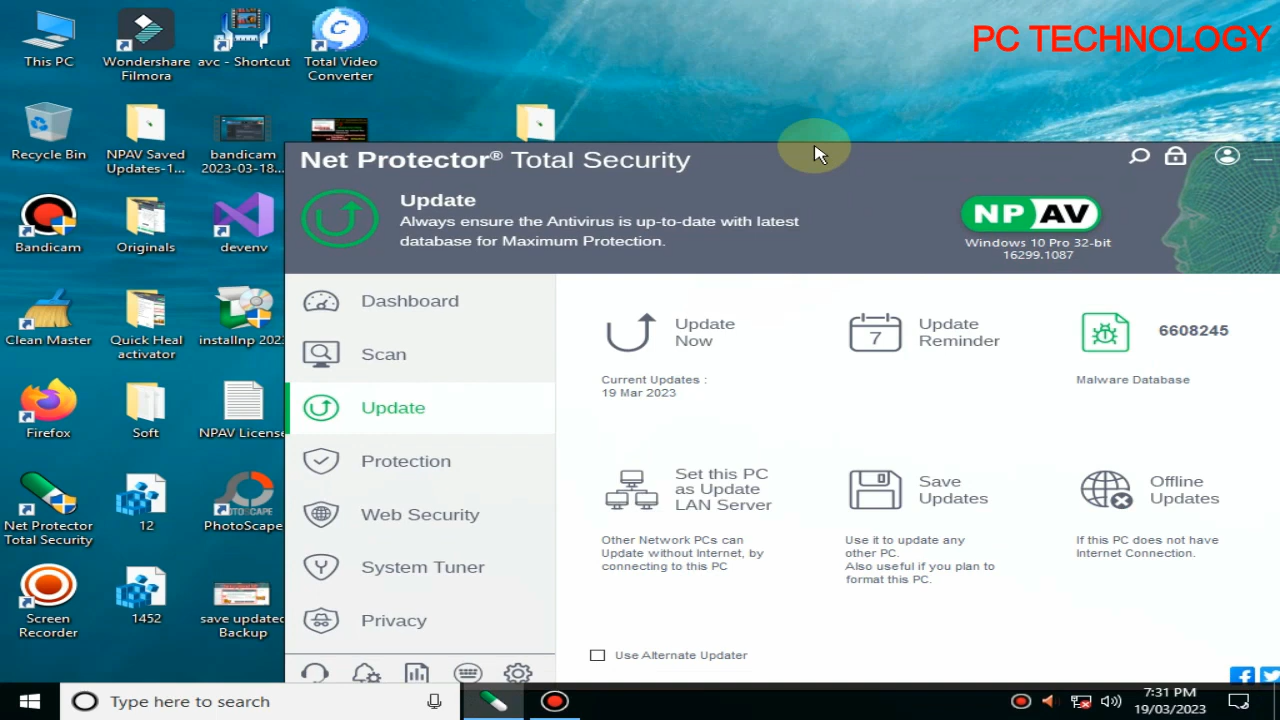 PC TECHNOLOGY
This PC
Wondershare
Filmora
avc - Shortcut
Total Video
Converter
Recycle Bin
NPAV Saved
Updates-1...
bandicam
2023-03-18...
Bandicam
Originals
devenv
Clean Master
Quick Heal
activator
installnp 202
Firefox
Soft
NPAV License
Net Protector
Total Security
12
PhotoScape
Screen
Recorder
1452
save updated
Backup
Net Protector® Total Security
Update
Always ensure the Antivirus is up-to-date with latest
database for Maximum Protection.
NPAV
Windows 10 Pro 32-bit
16299.1087
Dashboard
Scan
Update
Protection
Web Security
System Tuner
Privacy
Update
Now
Current Updates :
19 Mar 2023
7
Update
Reminder
6608245
Malware Database
Set this PC
as Update
LAN Server
Other Network PCs can
Update without Internet, by
connecting to this PC
Save
Updates
Use it to update any
other PC.
Also useful if you plan to
format this PC.
Offline
Updates
If this PC does not have
Internet Connection.
Use Alternate Updater
Type here to search
7:31 PM
19/03/2023